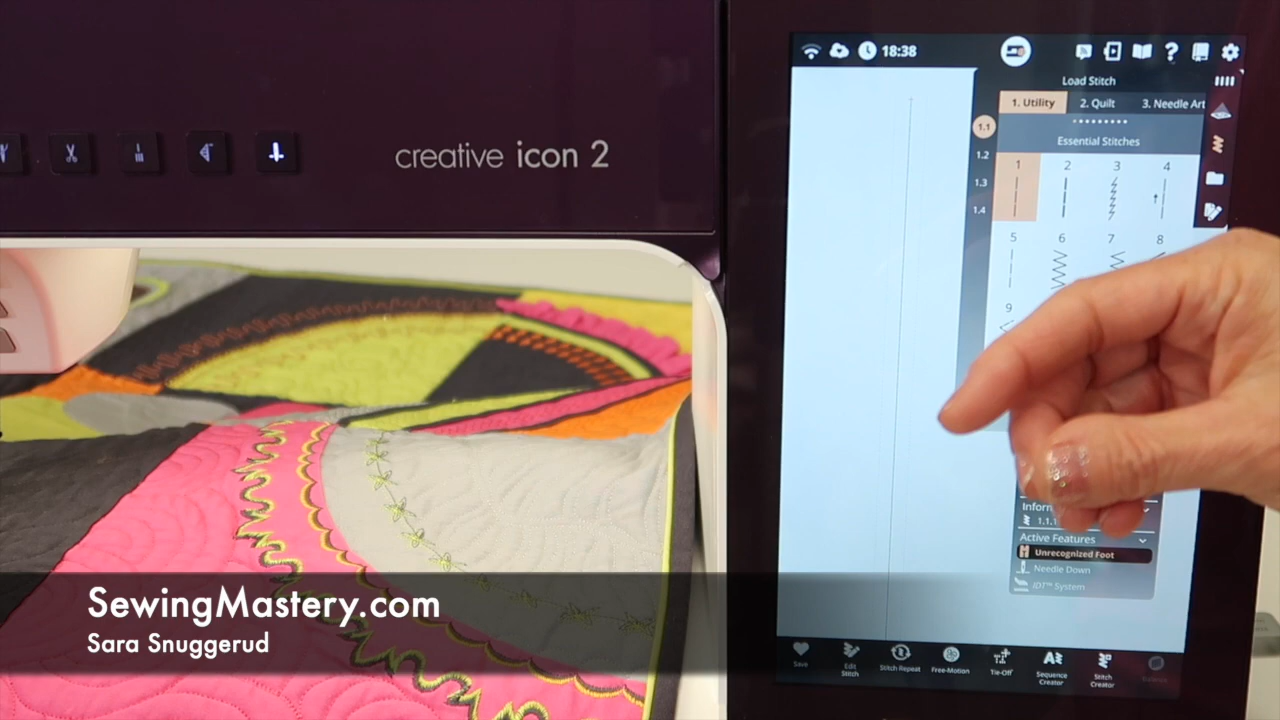 creative icon 2
18:38
Load Stitch
1. Utility 2. Quilt 3. Needle Art
1.1
Essential Stitches
1.2
1.3
1.4
1 2 3 4
5 6 7 8
9
1.1.1
Active Features
Unrecognized Foot
Needle Down
IDT™ System
Save
Edit Stitch
Stitch Repeat
Free-Motion
Tie-Off
Sequence Creator
Stitch Creator
SewingMastery.com
Sara Snuggerud